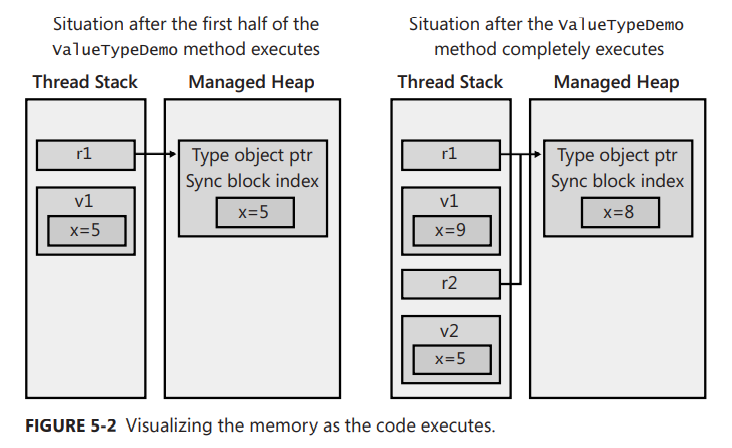 Situation after the first half of the
ValueTypeDemo method executes
Thread Stack
Managed Heap
r1
Type object ptr
Sync block index
x=5
v1
x=5
Situation after the ValueTypeDemo
method completely executes
Thread Stack
Managed Heap
r1
Type object ptr
Sync block index
x=8
v1
x=9
r2
v2
x=5
FIGURE 5-2 Visualizing the memory as the code executes.